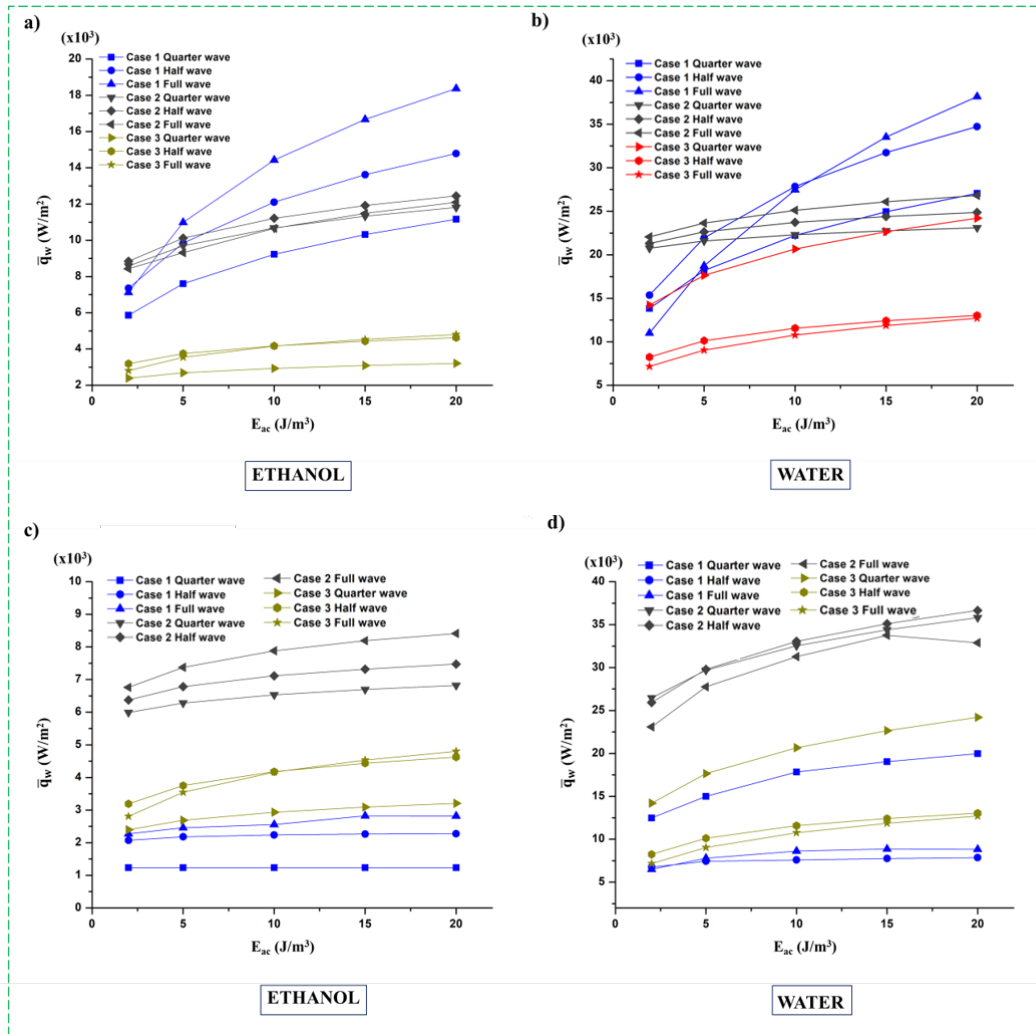 a)
(x10³)
20
18
16
14
12
10
8
6
4
2
Case 1 Quarter wave
Case 1 Half wave
Case 1 Full wave
Case 2 Quarter wave
Case 2 Half wave
Case 2 Full wave
Case 3 Quarter wave
Case 3 Half wave
Case 3 Full wave
q̅w (W/m²)
0 5 10 15 20
Eac (J/m³)
ETHANOL
b)
(x10³)
40
35
30
25
20
15
10
5
Case 1 Quarter wave
Case 1 Half wave
Case 1 Full wave
Case 2 Quarter wave
Case 2 Half wave
Case 2 Full wave
Case 3 Quarter wave
Case 3 Half wave
Case 3 Full wave
q̅w (W/m²)
0 5 10 15 20
Eac (J/m³)
WATER
c)
(x10³)
10
9
8
7
6
5
4
3
2
1
0
Case 1 Quarter wave
Case 1 Half wave
Case 1 Full wave
Case 2 Quarter wave
Case 2 Half wave
Case 2 Full wave
Case 3 Quarter wave
Case 3 Half wave
Case 3 Full wave
q̅w (W/m²)
0 5 10 15 20
Eac (J/m³)
ETHANOL
d)
(x10³)
40
35
30
25
20
15
10
5
Case 1 Quarter wave
Case 1 Half wave
Case 1 Full wave
Case 2 Quarter wave
Case 2 Half wave
Case 2 Full wave
Case 3 Quarter wave
Case 3 Half wave
Case 3 Full wave
q̅w (W/m²)
0 5 10 15 20
Eac (J/m³)
WATER